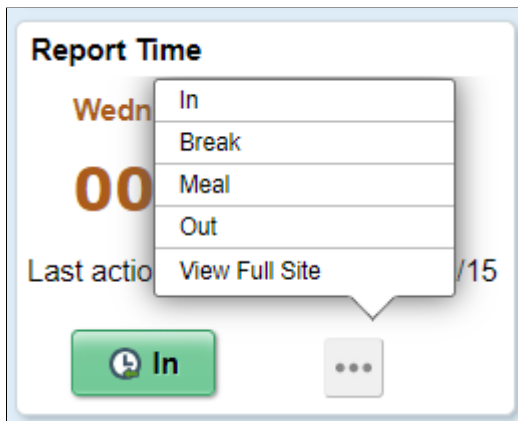 Report Time
Wedn
In
Break
Meal
Out
View Full Site
00
Last actio
/15
In